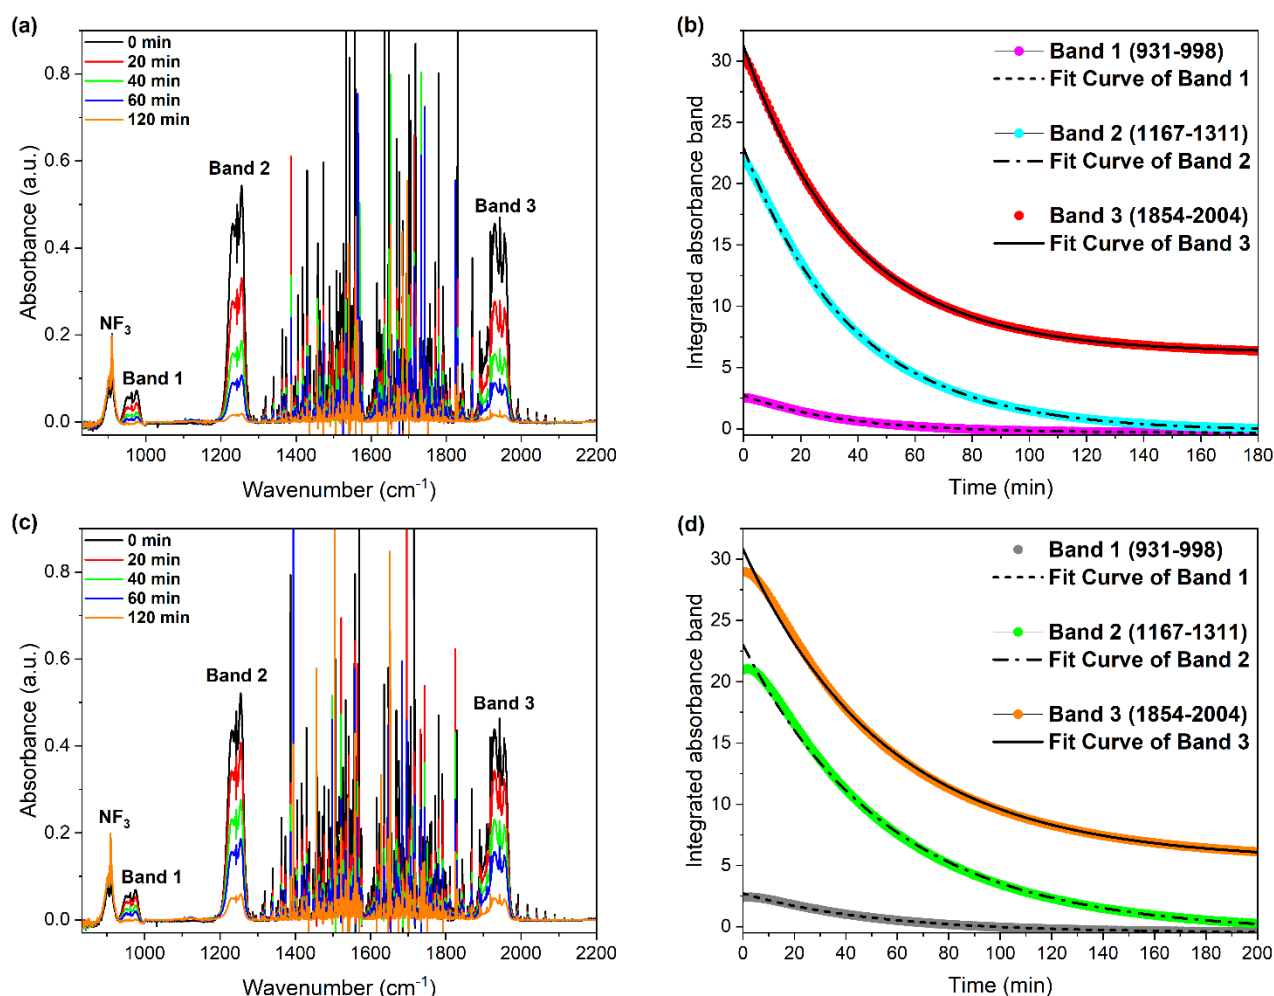 (a)
0 min
20 min
40 min
60 min
120 min
NF3
Band 1
Band 2
Band 3
0.8
0.6
0.4
0.2
0.0
Absorbance (a.u.)
1000 1200 1400 1600 1800 2000 2200
Wavenumber (cm-1)
(b)
Band 1 (931-998)
Fit Curve of Band 1
Band 2 (1167-1311)
Fit Curve of Band 2
Band 3 (1854-2004)
Fit Curve of Band 3
30
25
20
15
10
5
0
Integrated absorbance band
0 20 40 60 80 100 120 140 160 180
Time (min)
(c)
0 min
20 min
40 min
60 min
120 min
NF3
Band 1
Band 2
Band 3
0.8
0.6
0.4
0.2
0.0
Absorbance (a.u.)
1000 1200 1400 1600 1800 2000 2200
Wavenumber (cm-1)
(d)
Band 1 (931-998)
Fit Curve of Band 1
Band 2 (1167-1311)
Fit Curve of Band 2
Band 3 (1854-2004)
Fit Curve of Band 3
30
25
20
15
10
5
0
Integrated absorbance band
0 20 40 60 80 100 120 140 160 180 200
Time (min)